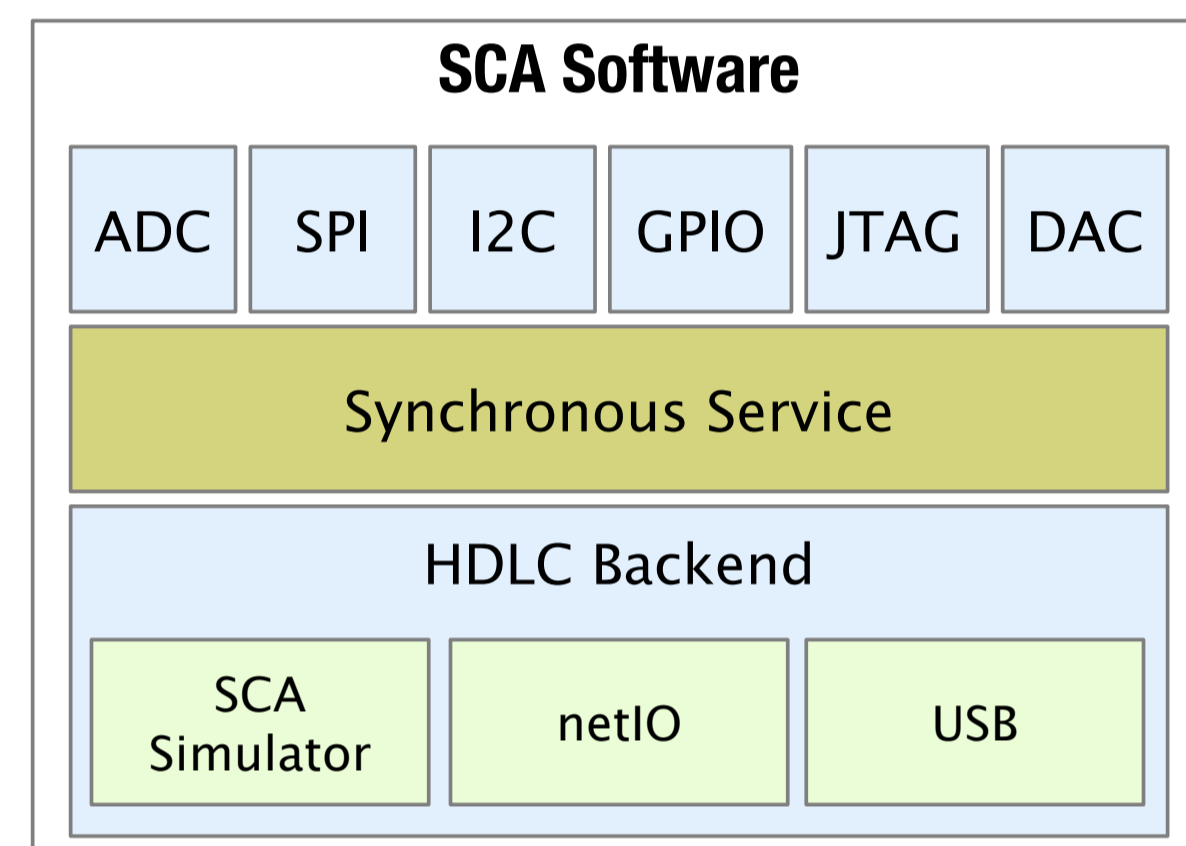 SCA Software
ADC SPI I2C GPIO JTAG DAC
Synchronous Service
HDLC Backend
SCA
Simulator
netIO
USB